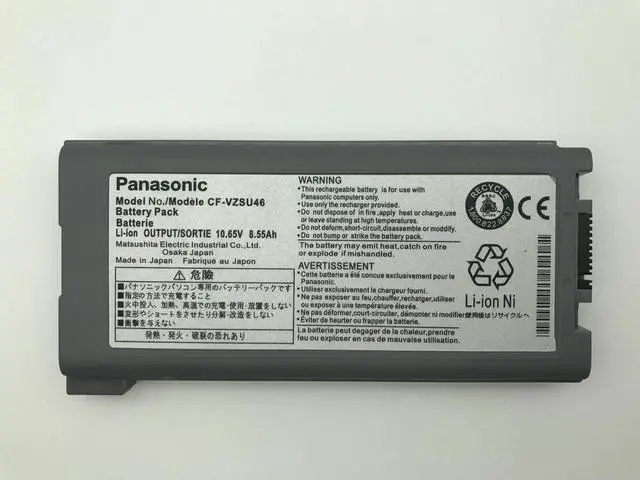 Panasonic
Model No./Modèle CF-VZSU46
Battery Pack
Batterie
Li-ion OUTPUT/SORTIE 10.65V 8.55Ah
Matsushita Electric Industrial Co., Ltd.
Osaka Japan
Made in Japan Fabriqué au Japon
⚠ 危險
■パナソニックパソコン専用のバッテリーパックです
■指定の方法で充電すること
■火中投入、加熱、高温での充電・使用・放置をしない
■変形やショートをさせたり分解・改造をしない
■衝撃を与えない
発熱・発火・破裂の恐れあり
WARNING
*This rechargeable battery is for use with
Panasonic computers only.
*Use only the recharger provided.
*Do not dispose of in fire ,apply heat or charge,
use or leave at high temperature.
*Do not deform,short-circuit,disassemble or modify.
*Do not bump or strike the battery pack.
The battery may emit heat,catch on fire
or explode if mishandled.
AVERTISSEMENT
*Cette batterie a été conçue exclusivement pour le
Panasonic.
*Utilisez exclusivement le chargeur fourni.
*Ne pas exposer au feu,chauffer,rechatger,utiliser
ou exposer à une température élevée.
*Ne pas déformer,court-circuiter, démonter ni modifier
*Éviter de heurter ou frapper la batterie.
La batterie peut dégager de la chaleur,prendre
feu ou exploser en cas de négligence.
RECYCLE
1.800.822.8837
Li-ion Ni
使用後はリサイクルへ